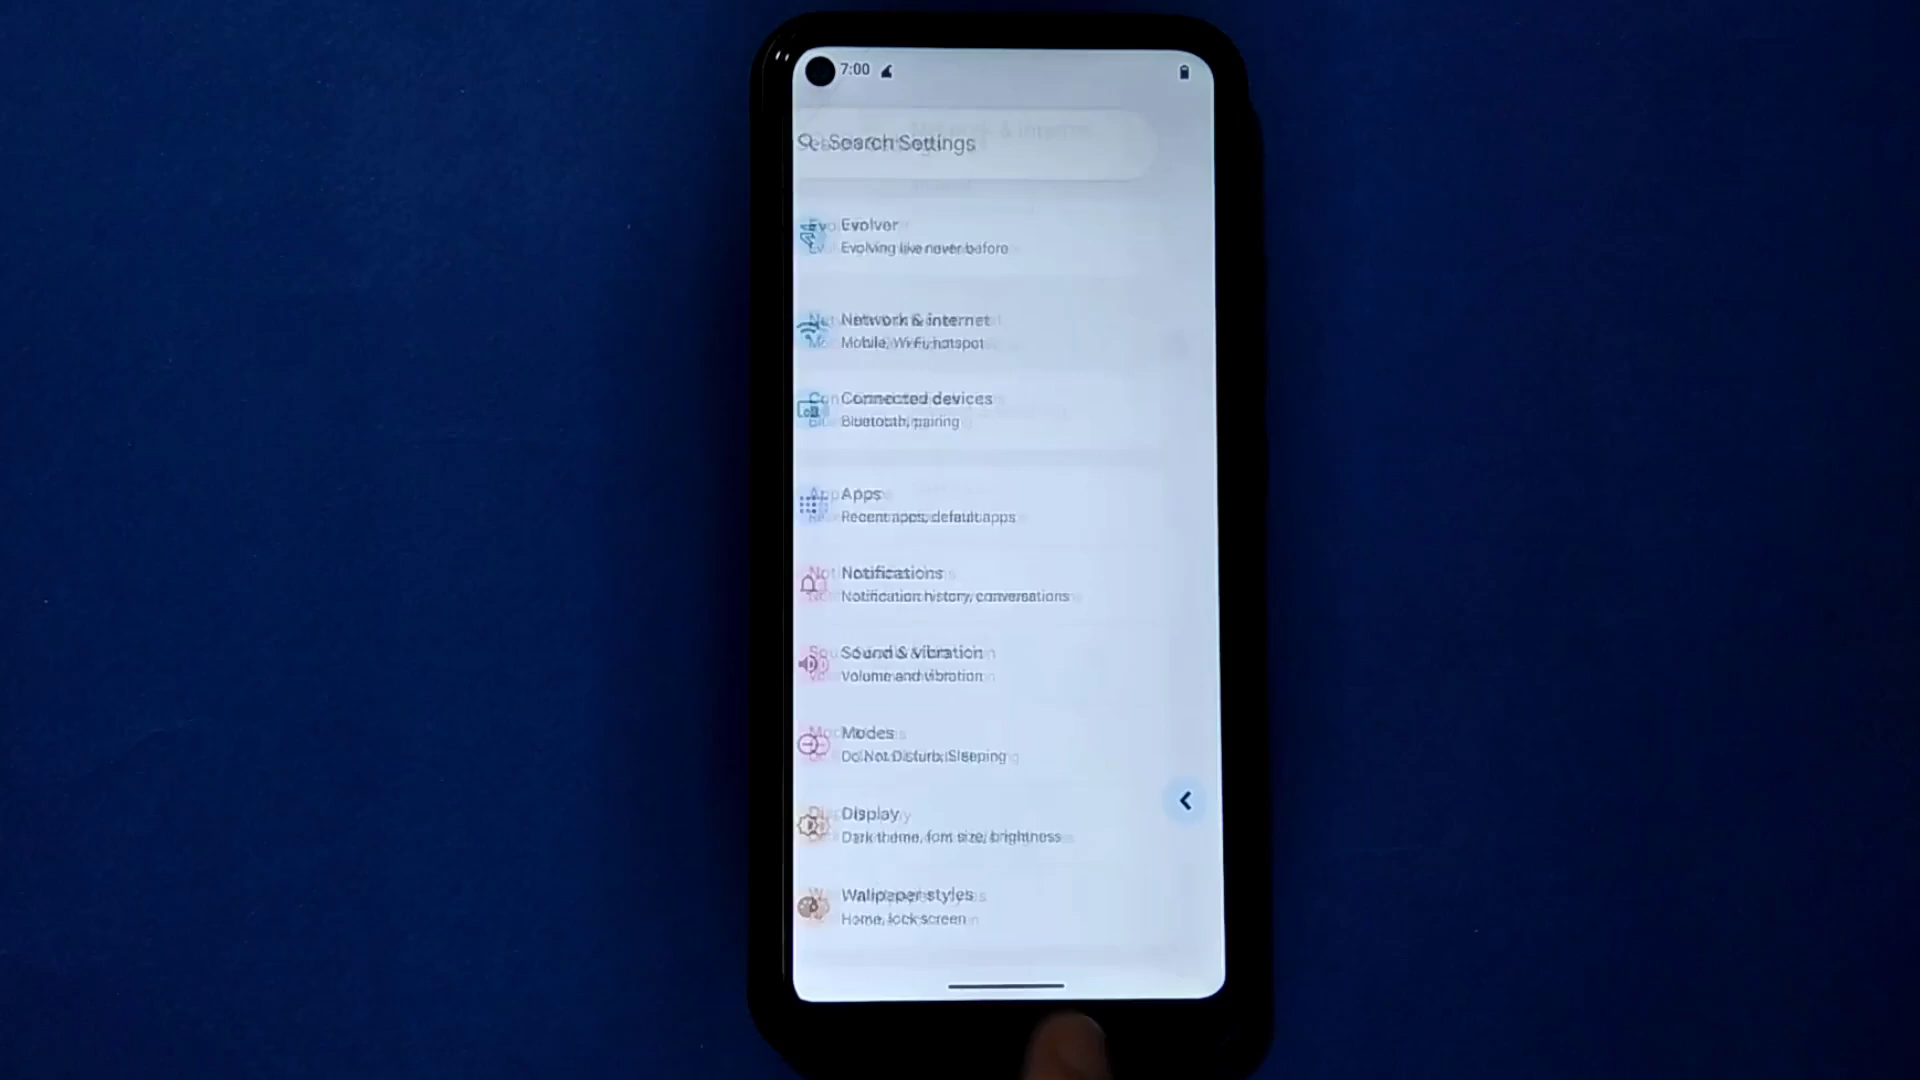 7:00
Search Settings
Evolver
Evolving like never before
Network & internet
Mobile, Wi-Fi, hotspot
Connected devices
Bluetooth, pairing
Apps
Recent apps, default apps
Notifications
Notification history, conversations
Sound & vibration
Volume and vibration
Modes
Do Not Disturb, Sleeping
Display
Dark theme, font size, brightness
Wallpaper styles
Home, lock screen